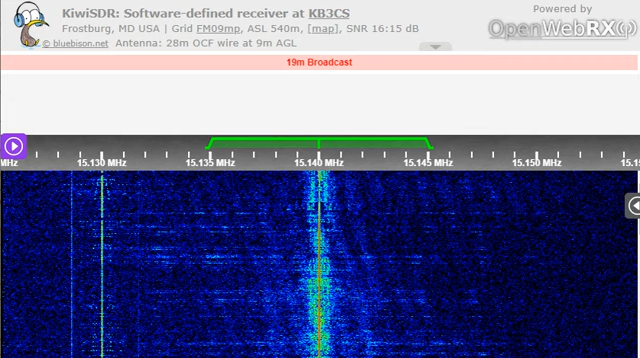 KiwiSDR: Software-defined receiver at KB3CS
Powered by
Frostburg, MD USA | Grid FM09mp, ASL 540m, [map], SNR 16:15 dB
OpenWebRX
© bluebison.net Antenna: 28m OCF wire at 9m AGL
19m Broadcast
MHz 15.130 MHz 15.135 MHz 15.140 MHz 15.145 MHz 15.150 MHz 15.15